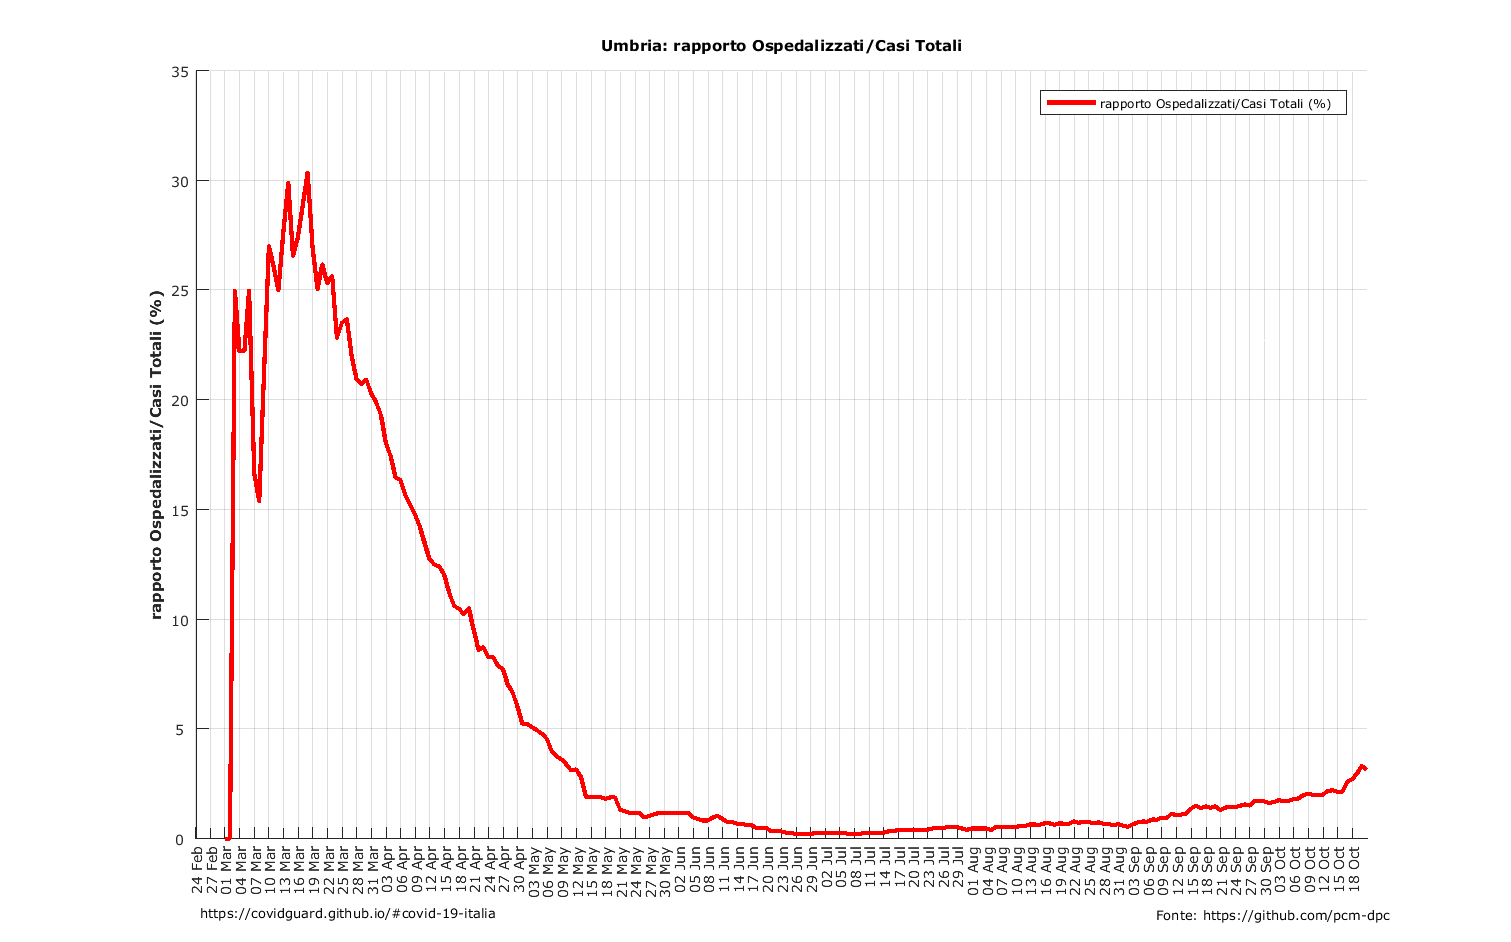 Umbria: rapporto Ospedalizzati/Casi Totali
rapporto Ospedalizzati/Casi Totali (%)
rapporto Ospedalizzati/Casi Totali (%)
35
30
25
20
15
10
5
0
24 Feb
27 Feb
01 Mar
04 Mar
07 Mar
10 Mar
13 Mar
16 Mar
19 Mar
22 Mar
25 Mar
28 Mar
31 Mar
03 Apr
06 Apr
09 Apr
12 Apr
15 Apr
18 Apr
21 Apr
24 Apr
27 Apr
30 Apr
03 May
06 May
09 May
12 May
15 May
18 May
21 May
24 May
27 May
30 May
02 Jun
05 Jun
08 Jun
11 Jun
14 Jun
17 Jun
20 Jun
23 Jun
26 Jun
29 Jun
02 Jul
05 Jul
08 Jul
11 Jul
14 Jul
17 Jul
20 Jul
23 Jul
26 Jul
29 Jul
01 Aug
04 Aug
07 Aug
10 Aug
13 Aug
16 Aug
19 Aug
22 Aug
25 Aug
28 Aug
31 Aug
03 Sep
06 Sep
09 Sep
12 Sep
15 Sep
18 Sep
21 Sep
24 Sep
27 Sep
30 Sep
03 Oct
06 Oct
09 Oct
12 Oct
15 Oct
18 Oct
https://covidguard.github.io/#covid-19-italia
Fonte: https://github.com/pcm-dpc